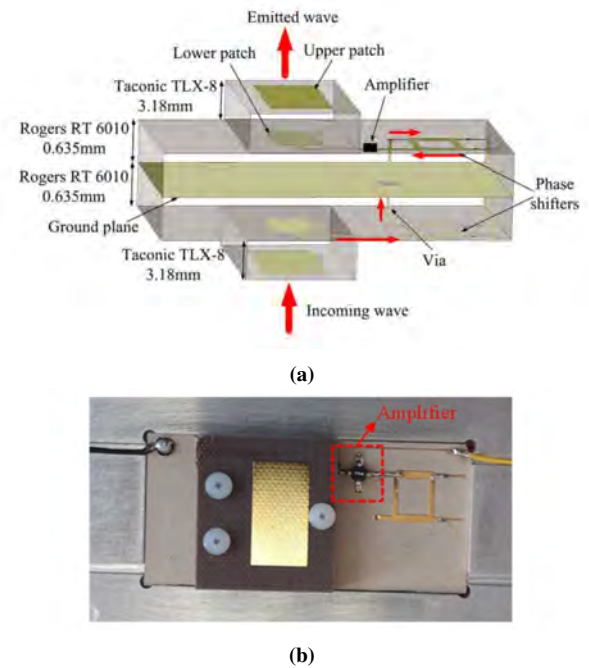 Emitted wave
Lower patch
Upper patch
Taconic TLX-8
3.18mm
Amplifier
Rogers RT 6010
0.635mm
Rogers RT 6010
0.635mm
Ground plane
Phase
shifters
Taconic TLX-8
3.18mm
Via
Incoming wave
(a)
Amplifier
(b)